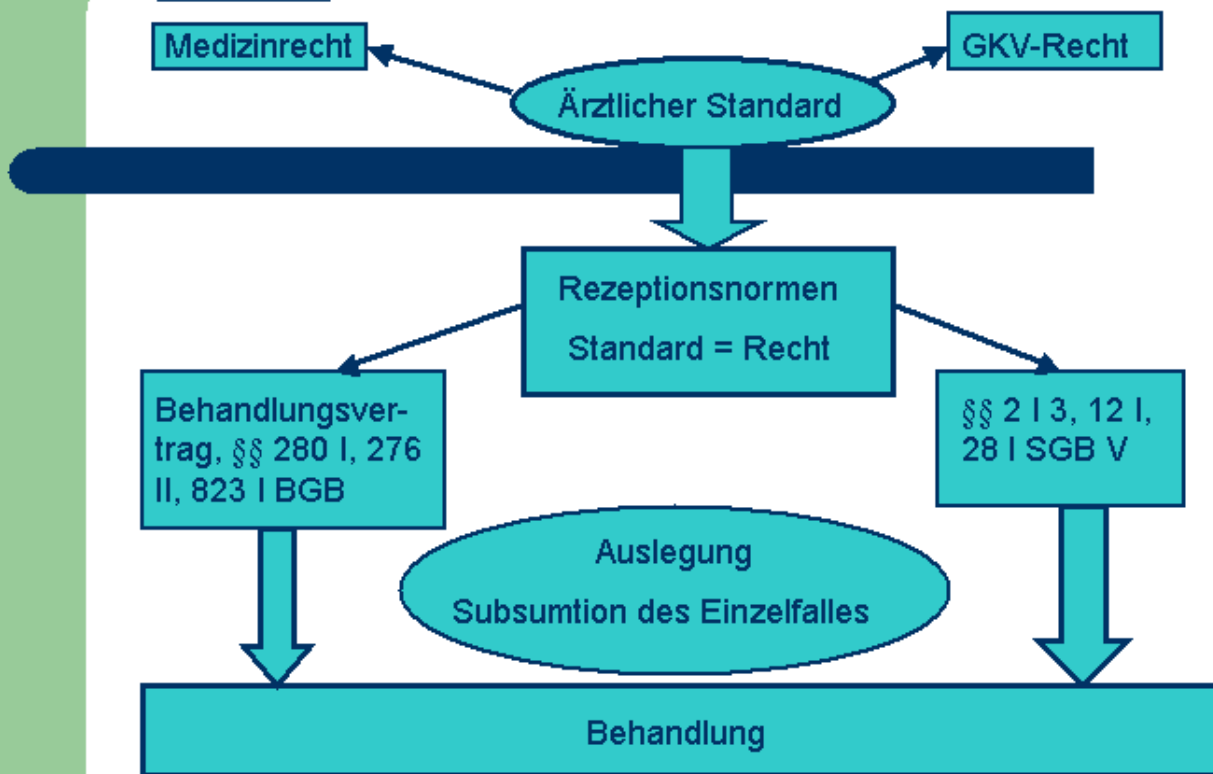 Medizinrecht
GKV-Recht
Ärztlicher Standard
Rezeptionsnormen
Standard = Recht
Behandlungsver-
trag, §§ 280 I, 276
II, 823 I BGB
§§ 2 I 3, 12 I,
28 I SGB V
Auslegung
Subsumtion des Einzelfalles
Behandlung